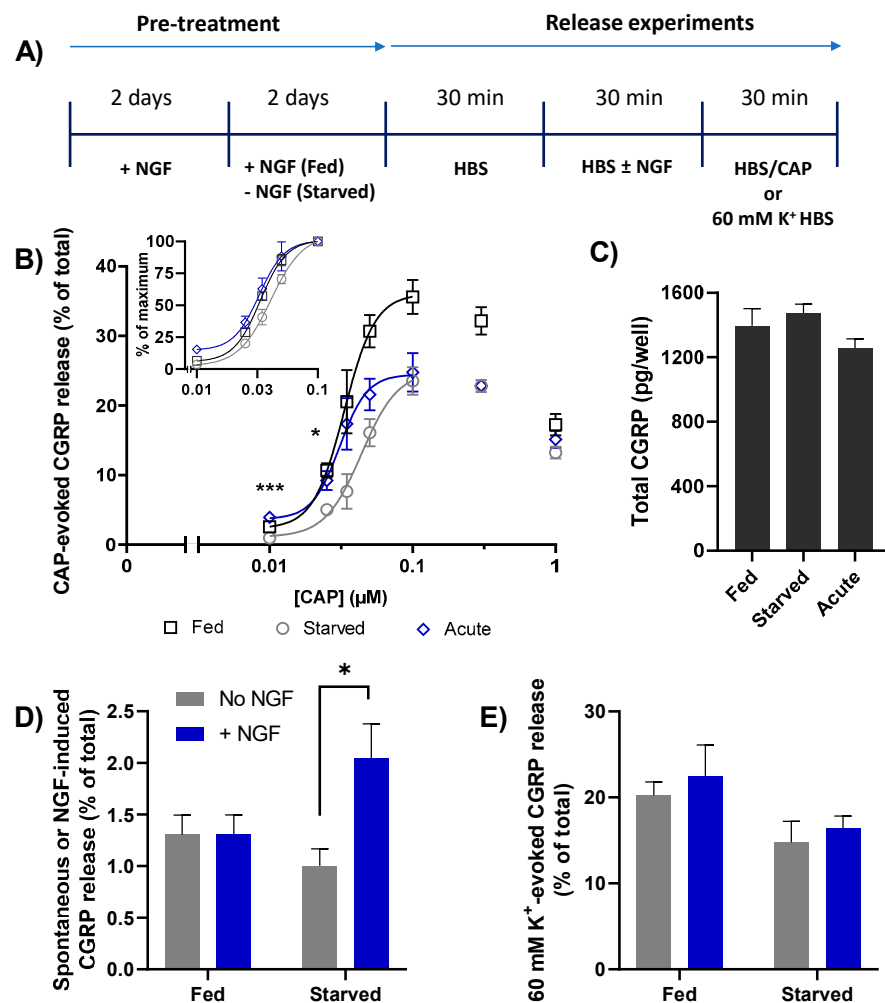 Pre-treatment
Release experiments
A)
2 days
2 days
30 min
30 min
30 min
+ NGF
+ NGF (Fed)
- NGF (Starved)
HBS
HBS ± NGF
HBS/CAP
or
60 mM K⁺ HBS
B)
CAP-evoked CGRP release (% of total)
40
30
20
10
0
% of maximum
100
75
50
25
0
0.01
0.03
0.1
***
*
0
0.01
0.1
1
[CAP] (µM)
Fed
Starved
Acute
C)
Total CGRP (pg/well)
1600
1200
800
400
0
Fed
Starved
Acute
D)
Spontaneous or NGF-induced
CGRP release (% of total)
2.5
2.0
1.5
1.0
0.5
0.0
No NGF
+ NGF
*
Fed
Starved
E)
60 mM K⁺-evoked CGRP release
(% of total)
30
20
10
0
Fed
Starved